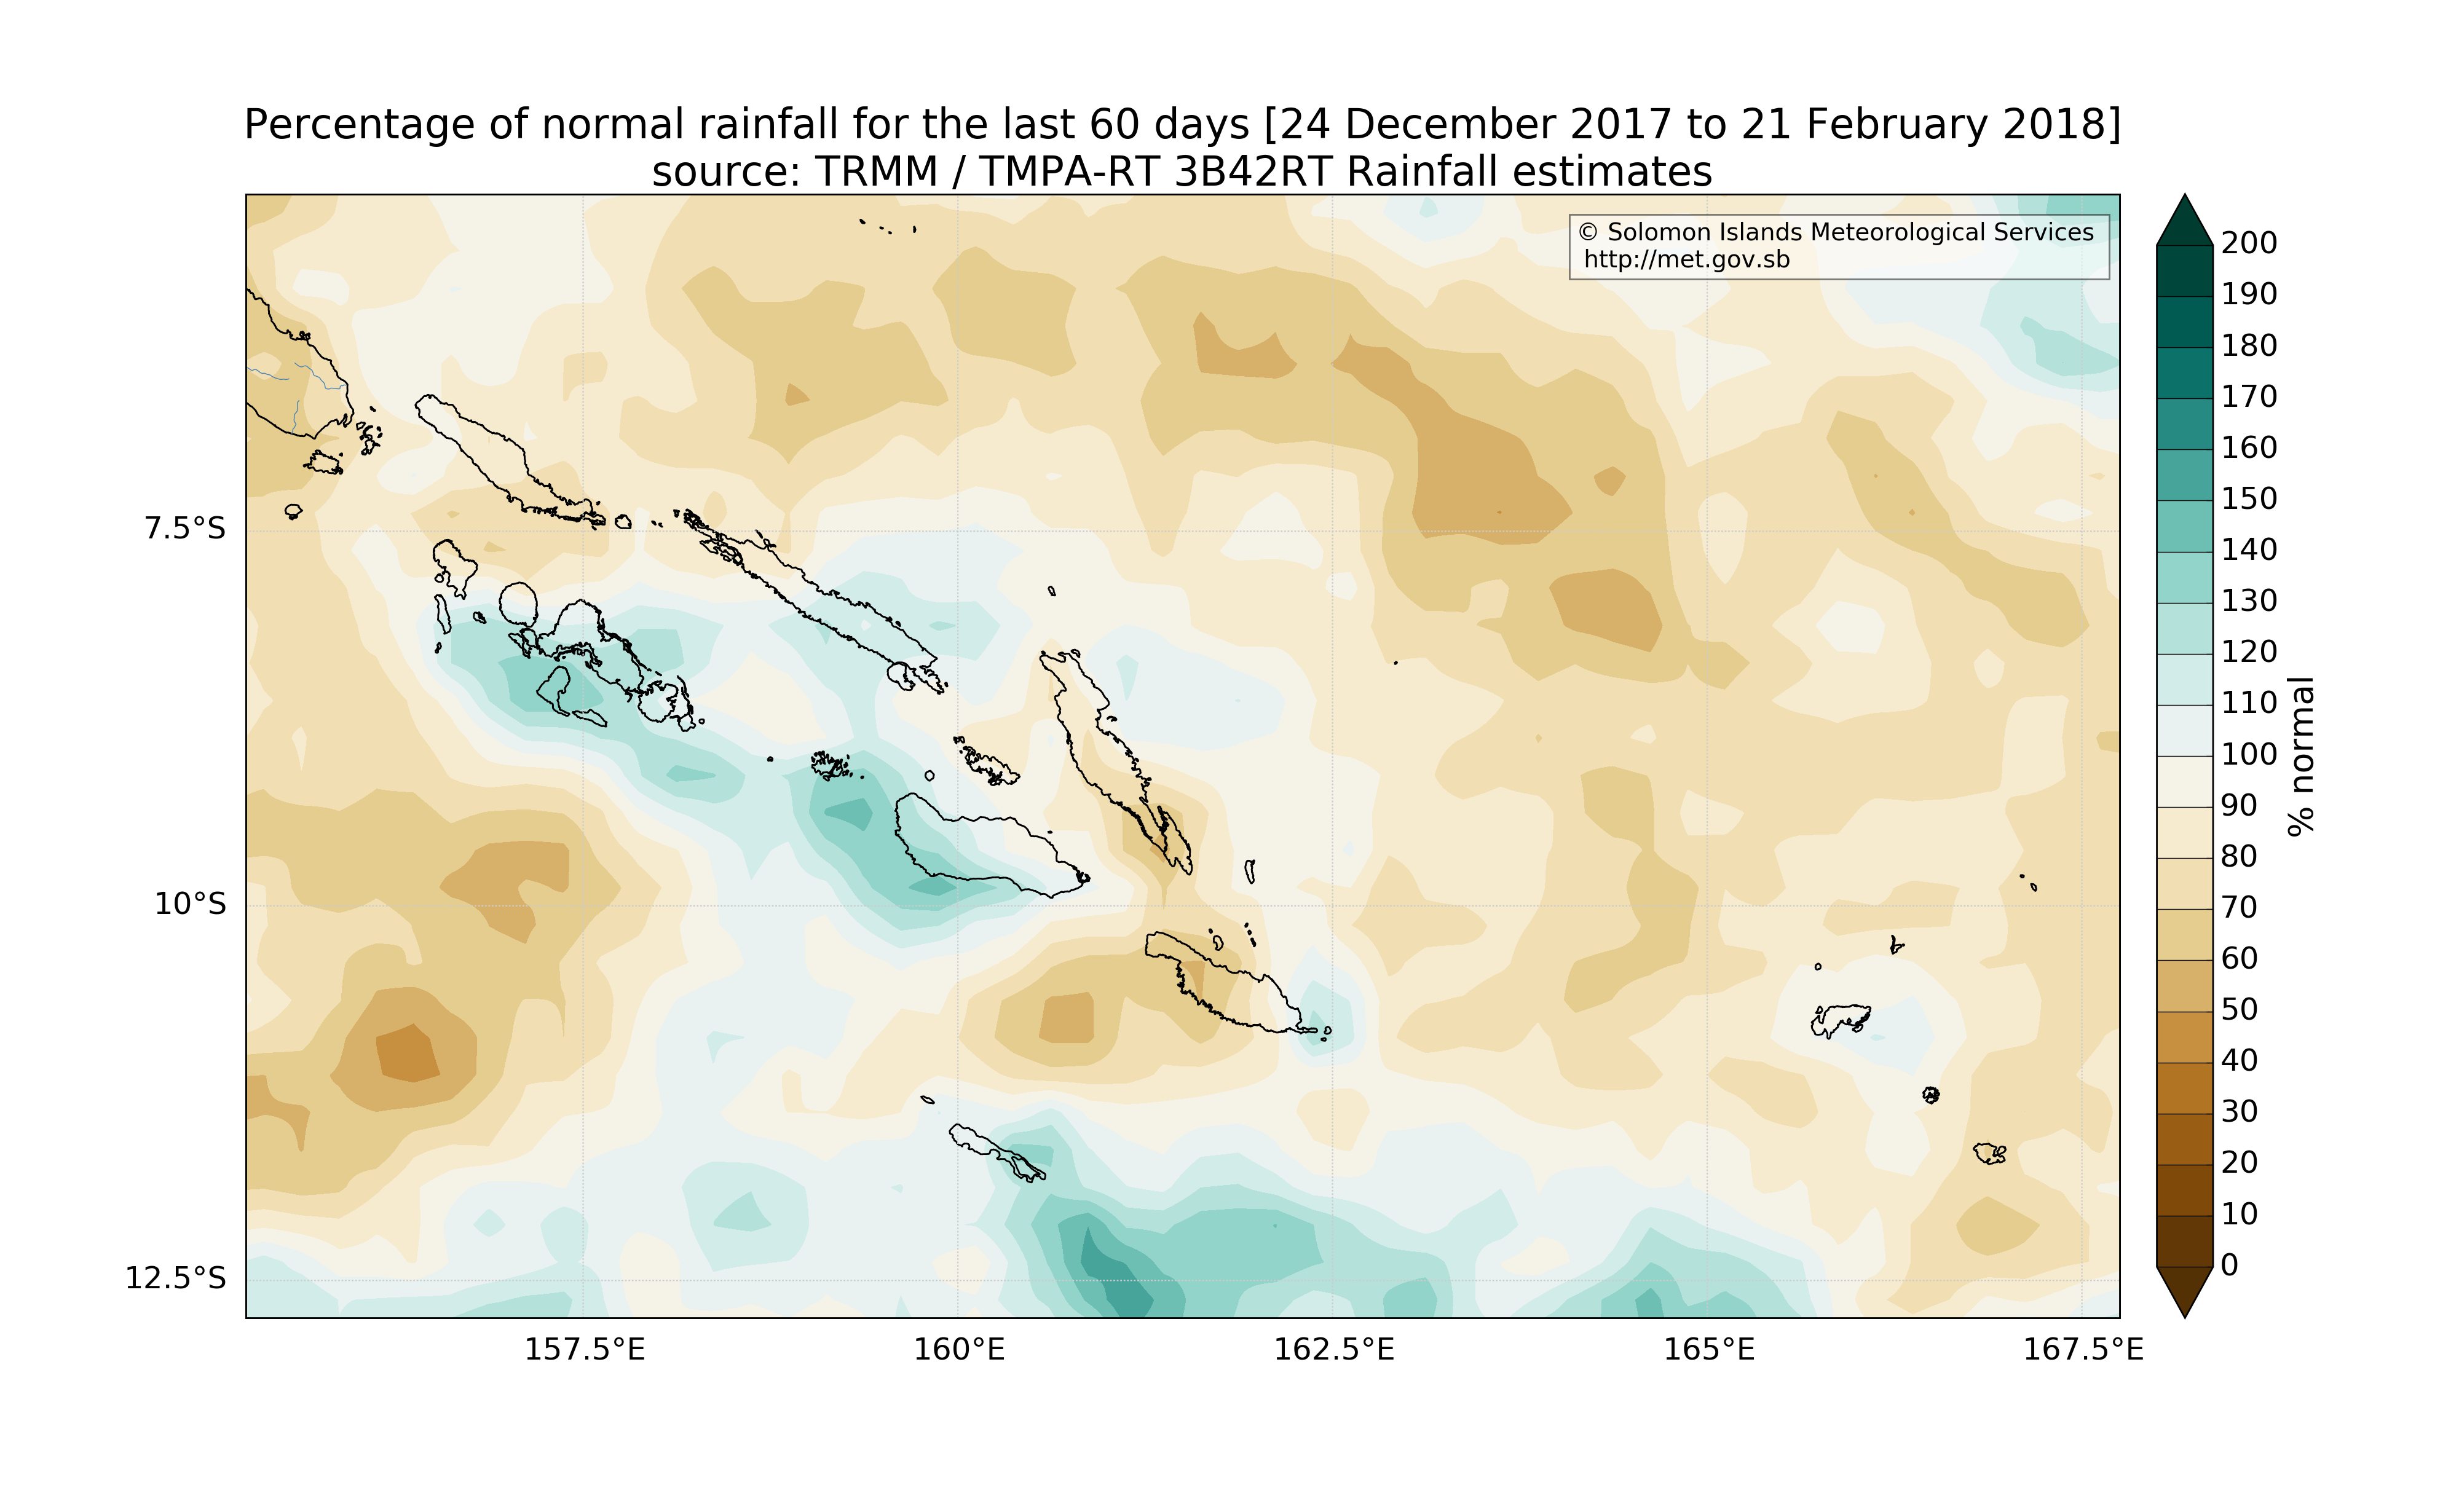 Percentage of normal rainfall for the last 60 days [24 December 2017 to 21 February 2018]
source: TRMM / TMPA-RT 3B42RT Rainfall estimates
© Solomon Islands Meteorological Services
http://met.gov.sb
7.5°S
10°S
12.5°S
157.5°E
160°E
162.5°E
165°E
167.5°E
200
190
180
170
160
150
140
130
120
110
100
90
80
70
60
50
40
30
20
10
0
% normal